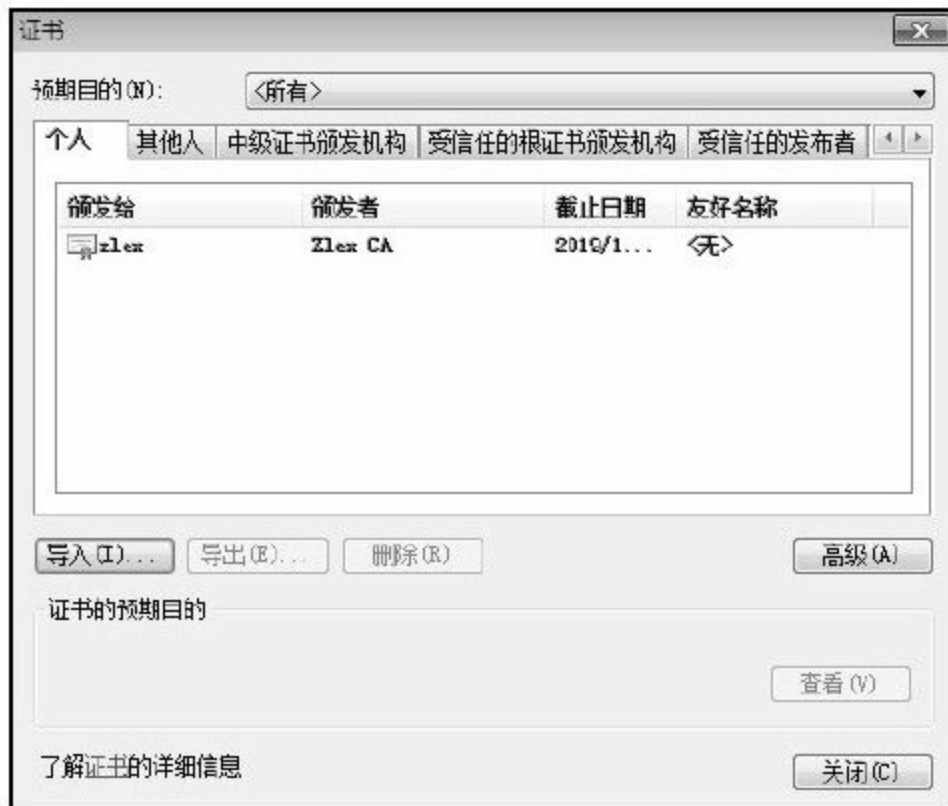 证书
预期目的(N): <所有>
个人 其他人 中级证书颁发机构 受信任的根证书颁发机构 受信任的发布者
颁发给 颁发者 截止日期 友好名称
zlex Zlex CA 2019/1... <无>
导入(I)... 导出(E)... 删除(R) 高级(A)
证书的预期目的
查看(V)
了解证书的详细信息
关闭(C)